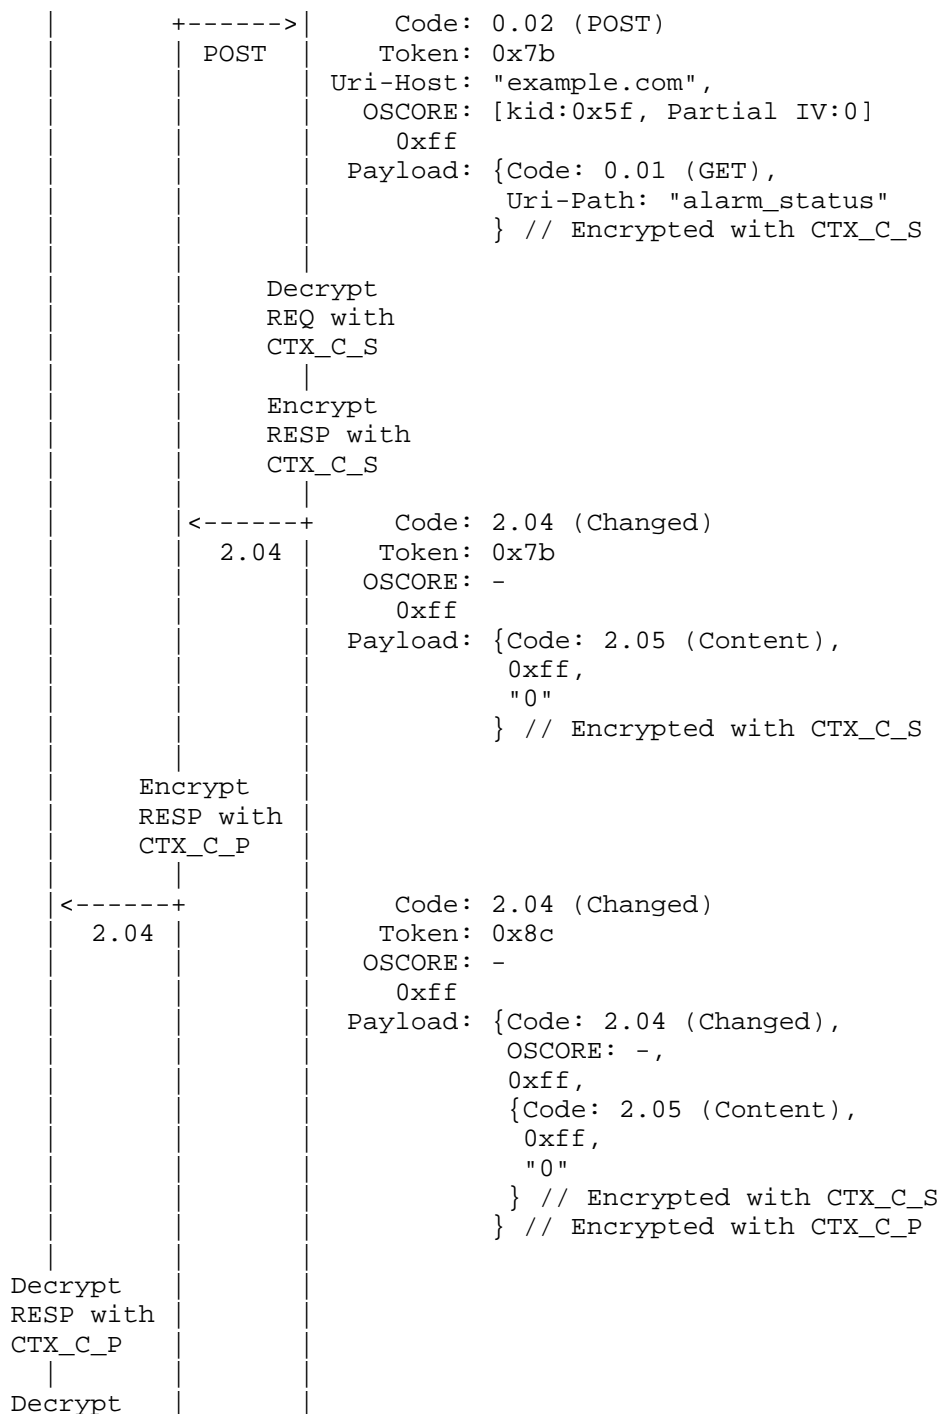 |        +------>|      Code: 0.02 (POST)
|        | POST  |     Token: 0x7b
|        |       |  Uri-Host: "example.com",
|        |       |    OSCORE: [kid:0x5f, Partial IV:0]
|        |       |      0xff
|        |       |   Payload: {Code: 0.01 (GET),
|        |       |             Uri-Path: "alarm_status"
|        |       |            } // Encrypted with CTX_C_S
|        |       |
|        |     Decrypt
|        |     REQ with
|        |     CTX_C_S
|        |       |
|        |     Encrypt
|        |     RESP with
|        |     CTX_C_S
|        |       |
|        |<------+      Code: 2.04 (Changed)
|        |  2.04 |     Token: 0x7b
|        |       |    OSCORE: -
|        |       |      0xff
|        |       |   Payload: {Code: 2.05 (Content),
|        |       |             0xff,
|        |       |             "0"
|        |       |            } // Encrypted with CTX_C_S
|        |       |
|      Encrypt   |
|      RESP with |
|      CTX_C_P   |
|        |       |
|<-------+       |      Code: 2.04 (Changed)
|  2.04  |       |     Token: 0x8c
|        |       |    OSCORE: -
|        |       |      0xff
|        |       |   Payload: {Code: 2.04 (Changed),
|        |       |             OSCORE: -,
|        |       |             0xff,
|        |       |             {Code: 2.05 (Content),
|        |       |              0xff,
|        |       |              "0"
|        |       |             } // Encrypted with CTX_C_S
|        |       |            } // Encrypted with CTX_C_P
|        |       |
Decrypt  |       |
RESP with |      |
CTX_C_P  |       |
|        |       |
Decrypt  |       |